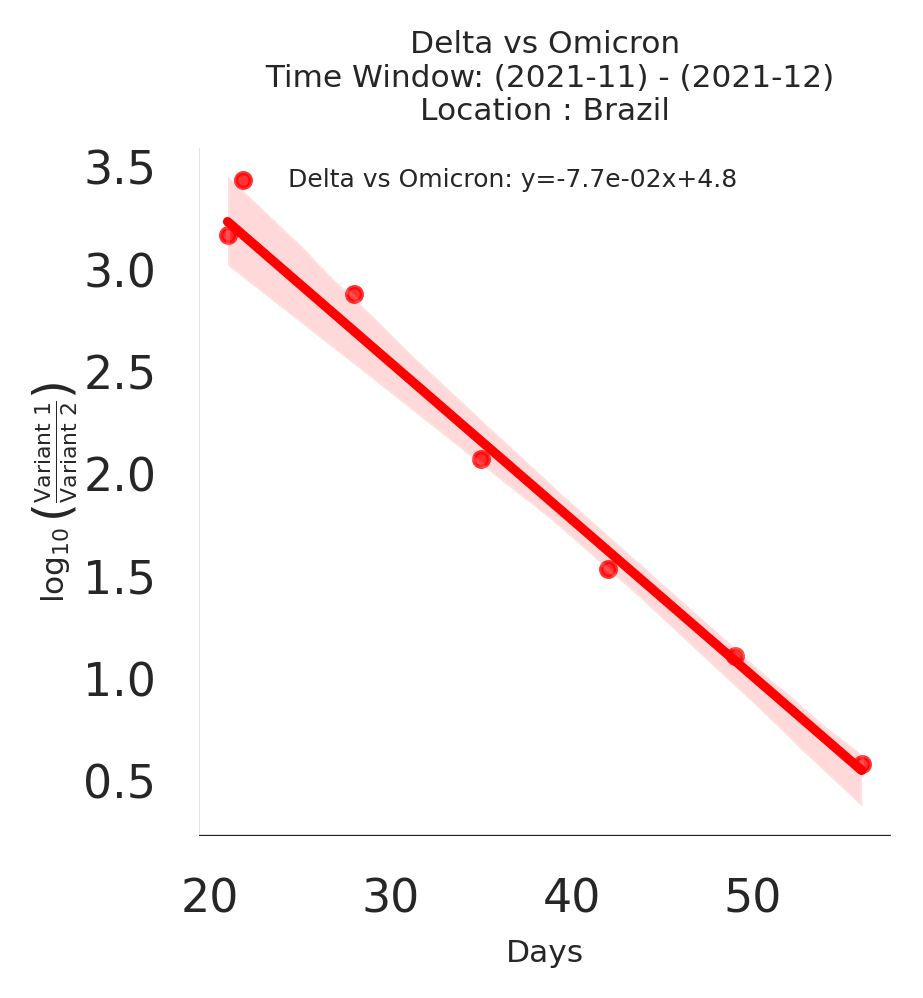 Delta vs Omicron
Time Window: (2021-11) - (2021-12)
Location : Brazil
Delta vs Omicron: y=-7.7e-02x+4.8
3.5
3.0
2.5
2.0
1.5
1.0
0.5
log₁₀ (Variant 1 / Variant 2)
20 30 40 50
Days